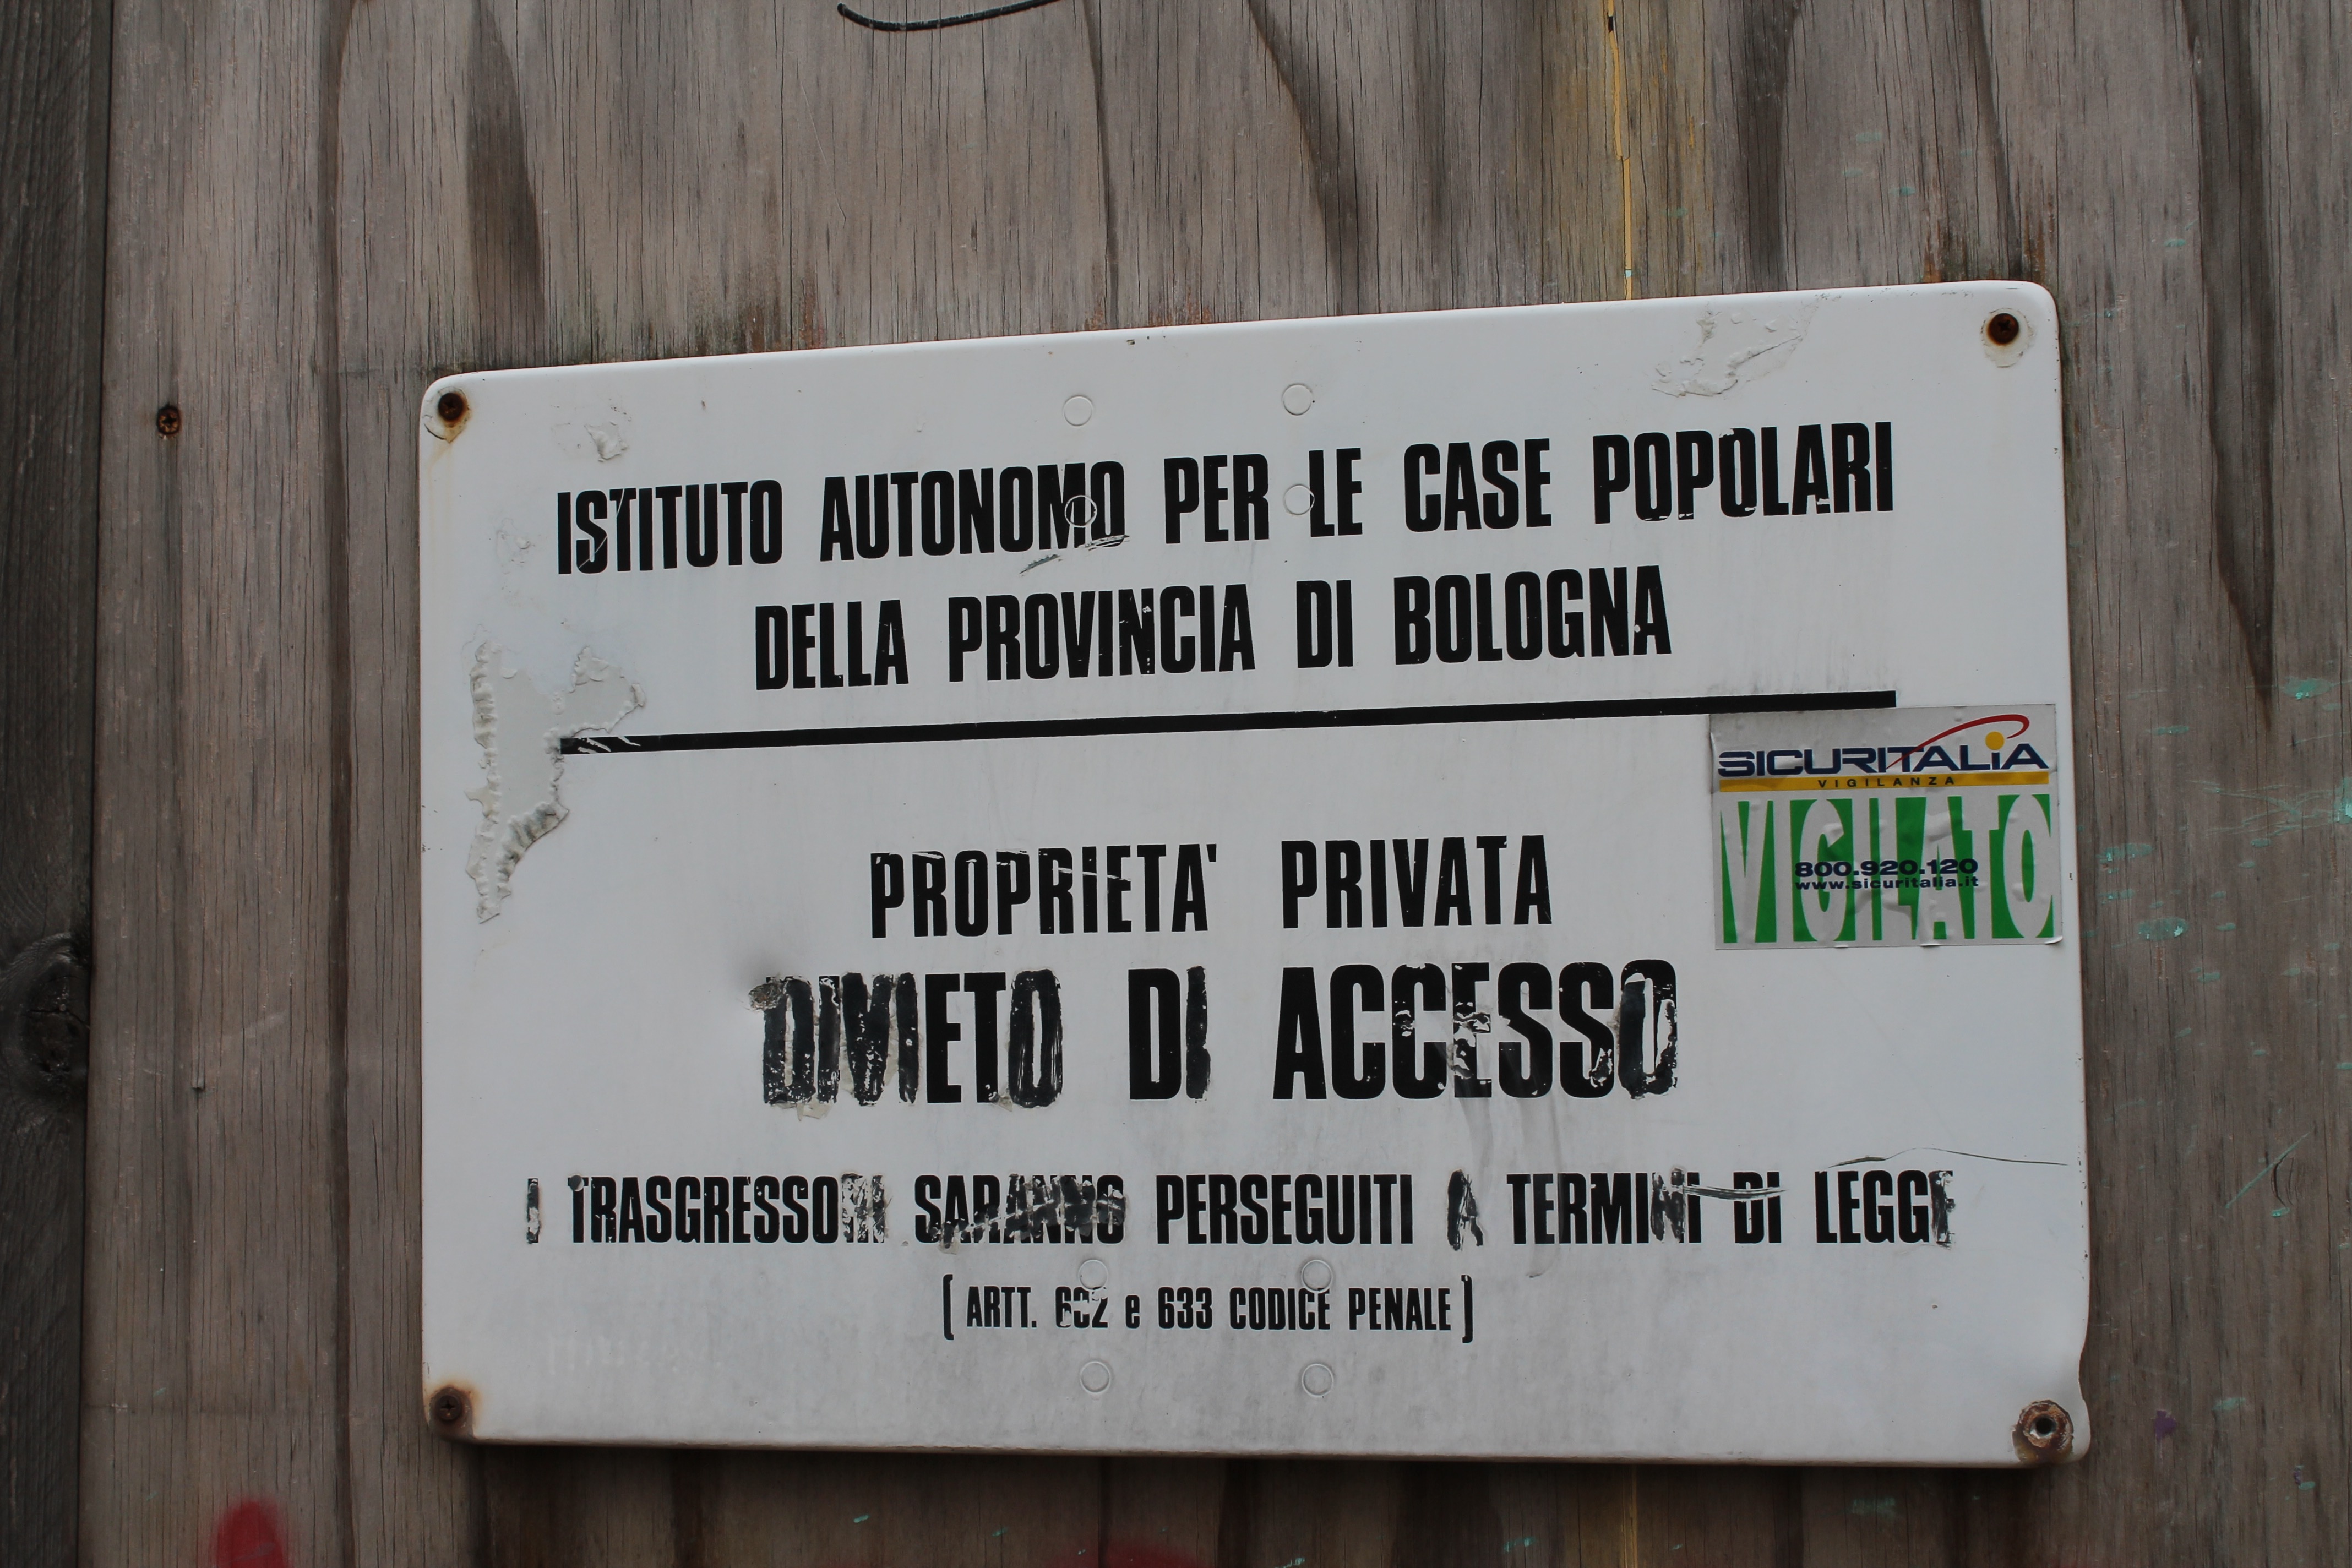 ISTITUTO AUTONOMO PER LE CASE POPOLARI
DELLA PROVINCIA DI BOLOGNA
SICURITALIA
VIGILANZA
VIGILATO
800.920.120
www.sicuritalia.it
PROPRIETA' PRIVATA
DIVIETO DI ACCESSO
I TRASGRESSORI SARANNO PERSEGUITI A TERMINI DI LEGGE
[ ARTT. 632 e 633 CODICE PENALE ]